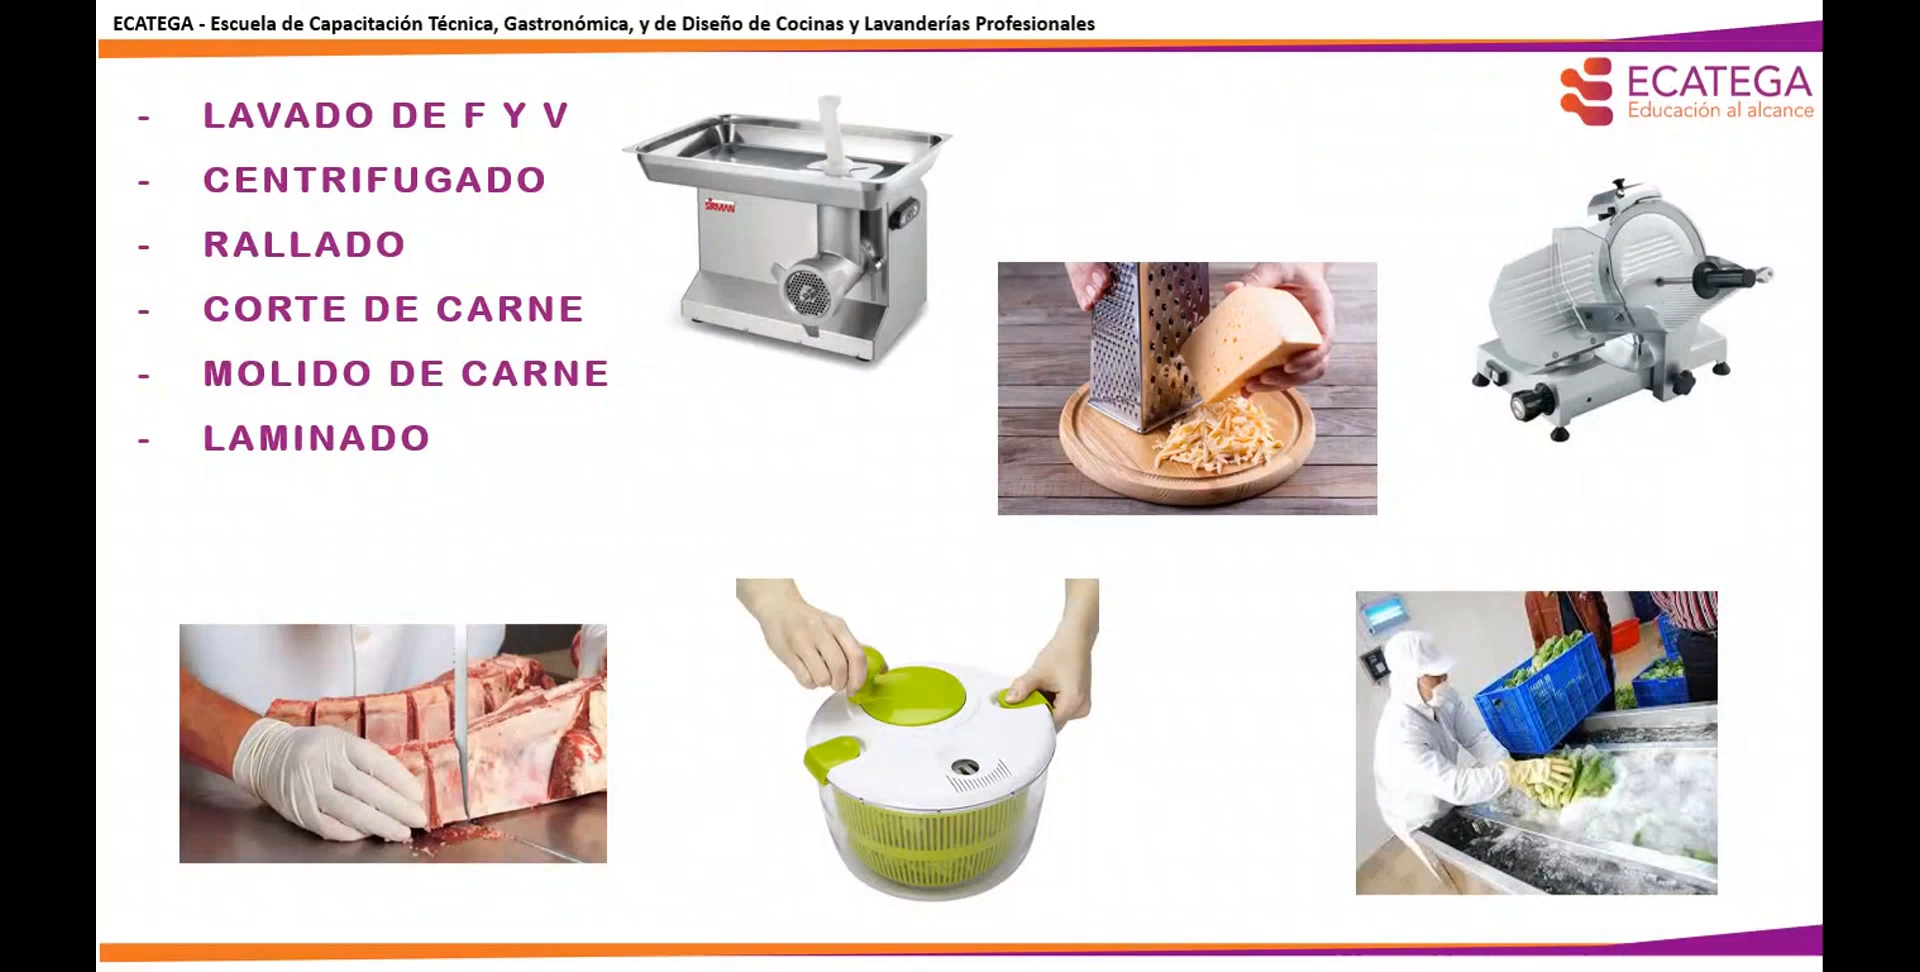 ECATEGA - Escuela de Capacitación Técnica, Gastronómica, y de Diseño de Cocinas y Lavanderías Profesionales
ECATEGA
Educación al alcance
- LAVADO DE F Y V
- CENTRIFUGADO
- RALLADO
- CORTE DE CARNE
- MOLIDO DE CARNE
- LAMINADO
SIRMAN